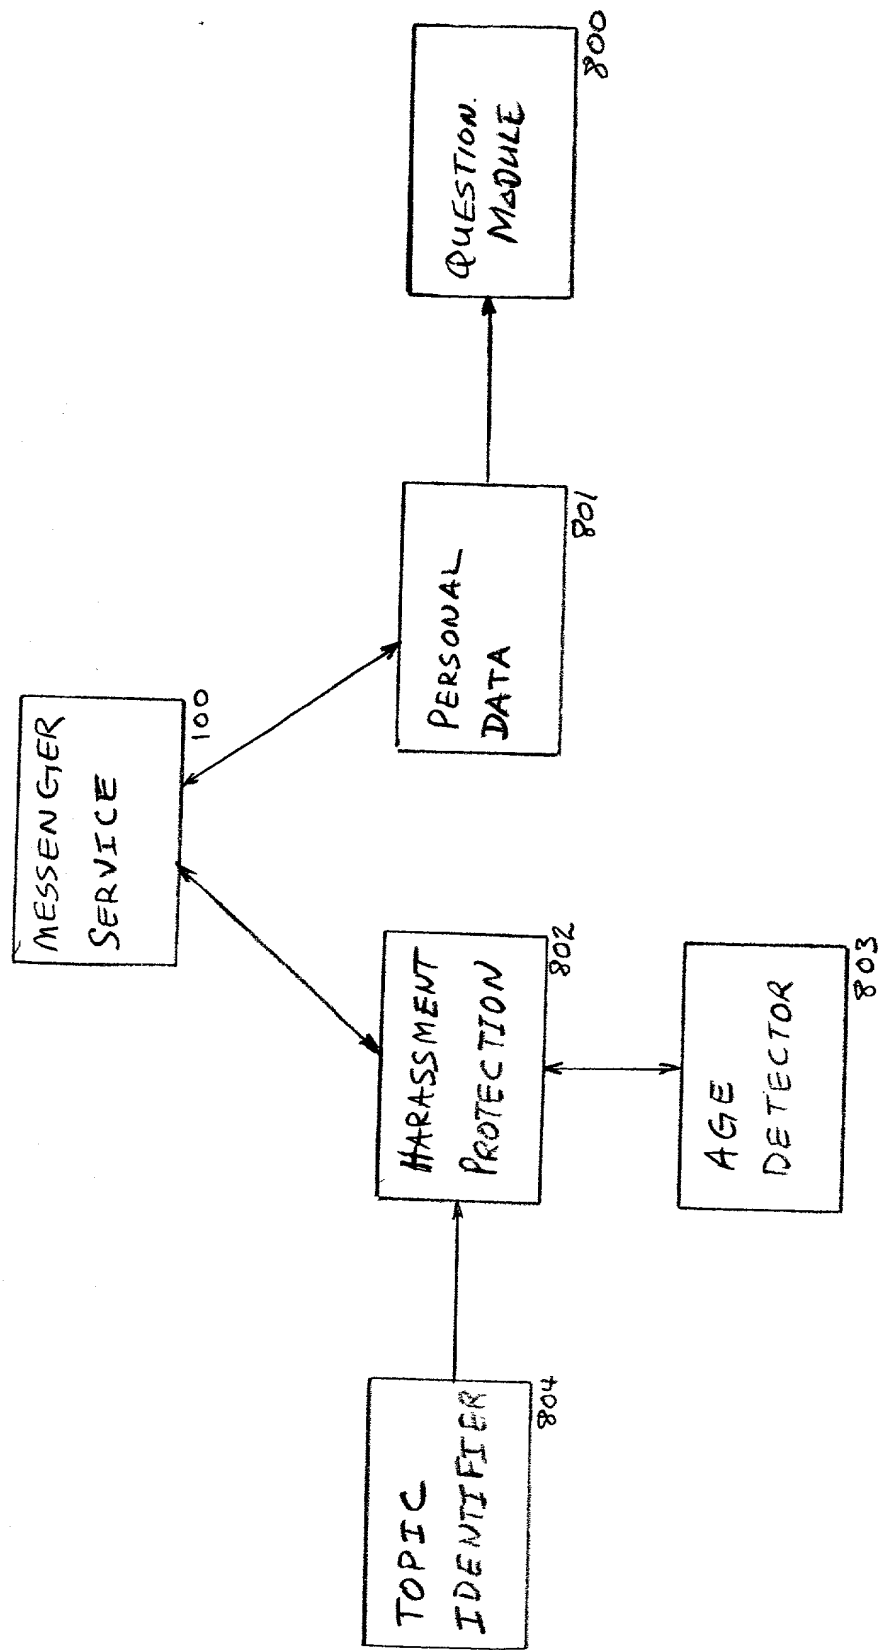 MESSENGER
SERVICE
100
HARASSMENT
PROTECTION
802
PERSONAL
DATA
801
QUESTION.
MODULE
800
TOPIC
IDENTIFIER
804
AGE
DETECTOR
803